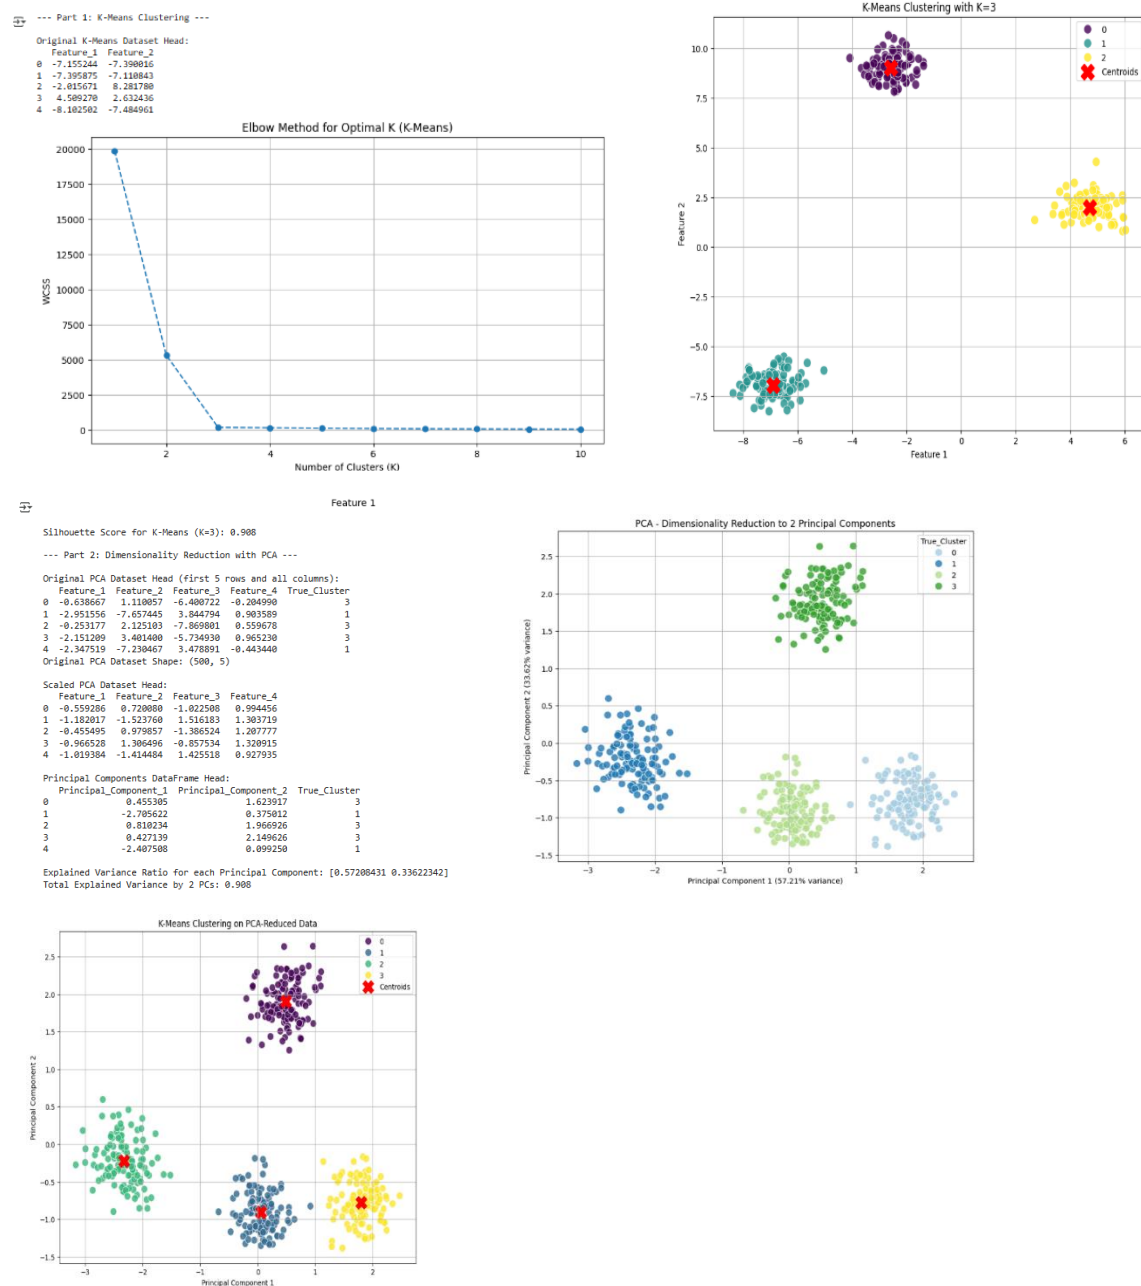 --- Part 1: K-Means Clustering ---
Original K-Means Dataset Head:
Feature_1 Feature_2
0 -7.155244 -7.390016
1 -7.395875 -7.110843
2 -2.015671 8.281780
3 4.509270 2.632436
4 -8.102502 -7.484961
Elbow Method for Optimal K (K-Means)
20000
17500
15000
12500
10000
7500
5000
2500
0
WCSS
2 4 6 8 10
Number of Clusters (K)
K-Means Clustering with K=3
0
1
2
Centroids
10.0
7.5
5.0
2.5
0.0
−2.5
−5.0
−7.5
Feature 2
−8 −6 −4 −2 0 2 4 6
Feature 1
Feature 1
Silhouette Score for K-Means (K=3): 0.908
--- Part 2: Dimensionality Reduction with PCA ---
Original PCA Dataset Head (first 5 rows and all columns):
Feature_1 Feature_2 Feature_3 Feature_4 True_Cluster
0 -0.638667 1.110057 -6.400722 -0.204990 3
1 -2.951556 -7.657445 3.844794 0.903589 1
2 -0.253177 2.125103 -7.869801 0.559678 3
3 -2.151209 3.401400 -5.734930 0.965230 3
4 -2.347519 -7.230467 3.478891 -0.443440 1
Original PCA Dataset Shape: (500, 5)
Scaled PCA Dataset Head:
Feature_1 Feature_2 Feature_3 Feature_4
0 -0.559286 0.720080 -1.022508 0.994456
1 -1.182017 -1.523760 1.516183 1.303719
2 -0.455495 0.979857 -1.386524 1.207777
3 -0.966528 1.306496 -0.857534 1.320915
4 -1.019384 -1.414484 1.425518 0.927935
Principal Components DataFrame Head:
Principal_Component_1 Principal_Component_2 True_Cluster
0 0.455305 1.623917 3
1 -2.705622 0.375012 1
2 0.810234 1.966926 3
3 0.427139 2.149626 3
4 -2.407508 0.099250 1
Explained Variance Ratio for each Principal Component: [0.57208431 0.33622342]
Total Explained Variance by 2 PCs: 0.908
PCA - Dimensionality Reduction to 2 Principal Components
True_Cluster
0
1
2
3
2.5
2.0
1.5
1.0
0.5
0.0
−0.5
−1.0
−1.5
Principal Component 2 (33.62% variance)
−3 −2 −1 0 1 2
Principal Component 1 (57.21% variance)
K-Means Clustering on PCA-Reduced Data
0
1
2
3
Centroids
2.5
2.0
1.5
1.0
0.5
0.0
−0.5
−1.0
−1.5
Principal Component 2
−3 −2 −1 0 1 2
Principal Component 1